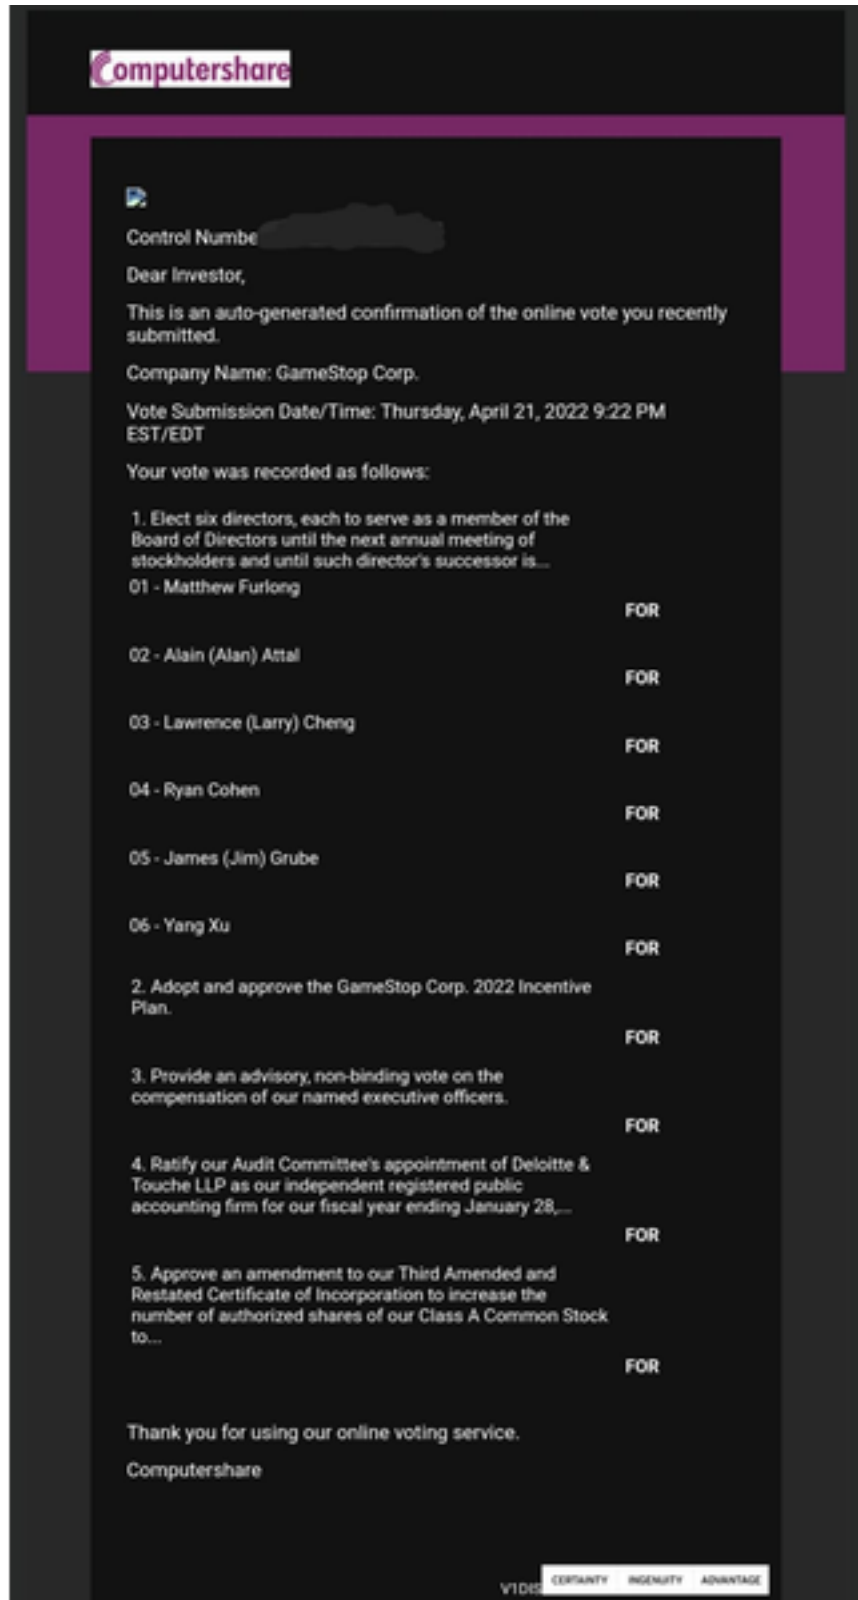 Computershare
Control Numbe
Dear Investor,
This is an auto-generated confirmation of the online vote you recently
submitted.
Company Name: GameStop Corp.
Vote Submission Date/Time: Thursday, April 21, 2022 9:22 PM
EST/EDT
Your vote was recorded as follows:
1. Elect six directors, each to serve as a member of the
Board of Directors until the next annual meeting of
stockholders and until such director's successor is...
01 - Matthew Furlong
FOR
02 - Alain (Alan) Attal
FOR
03 - Lawrence (Larry) Cheng
FOR
04 - Ryan Cohen
FOR
05 - James (Jim) Grube
FOR
06 - Yang Xu
FOR
2. Adopt and approve the GameStop Corp. 2022 Incentive
Plan.
FOR
3. Provide an advisory, non-binding vote on the
compensation of our named executive officers.
FOR
4. Ratify our Audit Committee's appointment of Deloitte &
Touche LLP as our independent registered public
accounting firm for our fiscal year ending January 28,...
FOR
5. Approve an amendment to our Third Amended and
Restated Certificate of Incorporation to increase the
number of authorized shares of our Class A Common Stock
to...
FOR
Thank you for using our online voting service.
Computershare
V1DIS
CERTAINTY INGENUITY ADVANTAGE